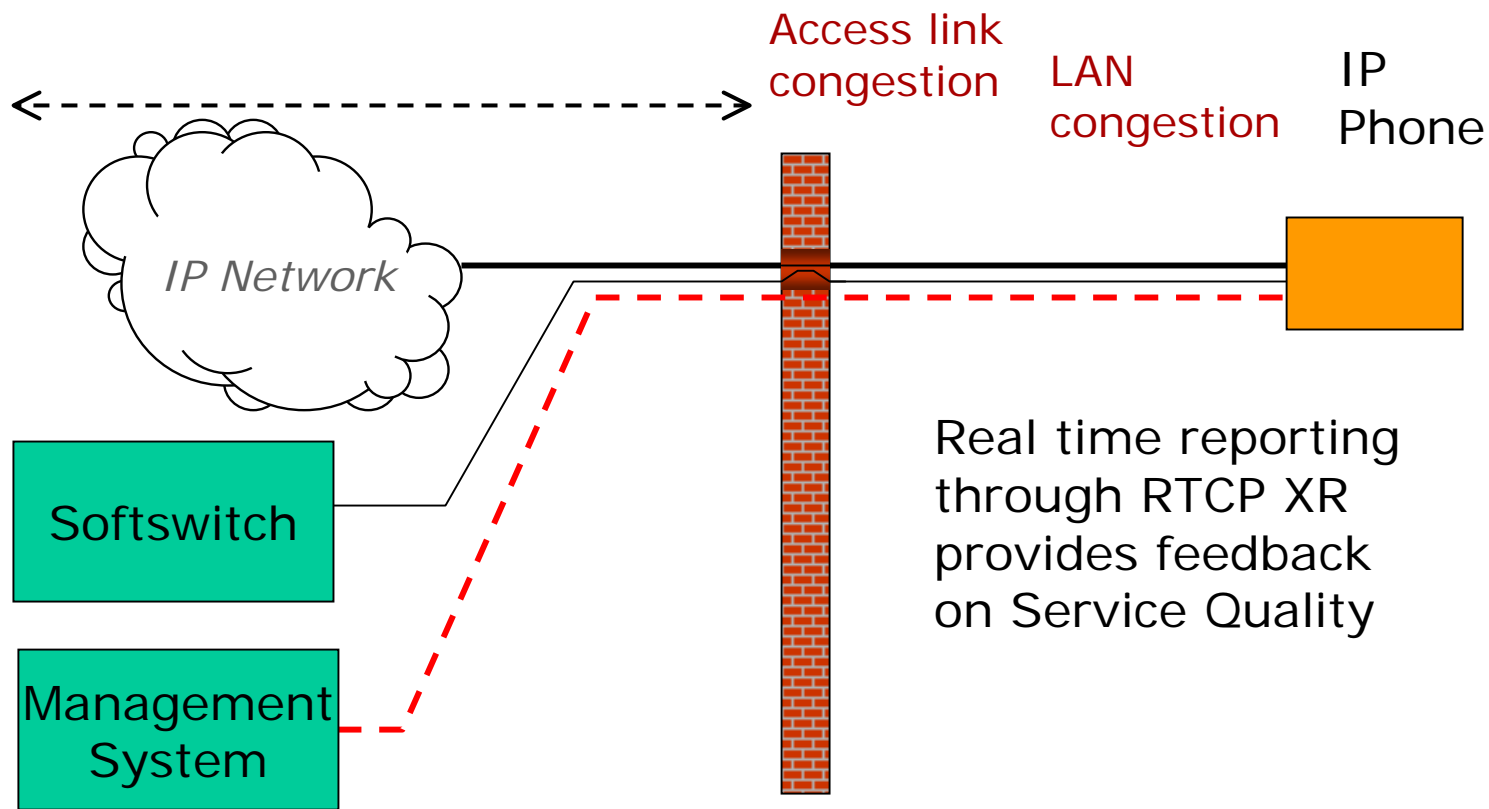 Access link
congestion
LAN
congestion
IP
Phone
IP Network
Softswitch
Management
System
Real time reporting
through RTCP XR
provides feedback
on Service Quality